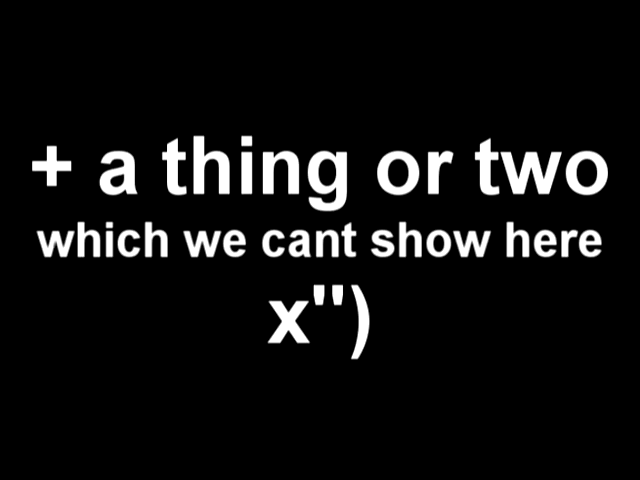 + a thing or two
which we cant show here
x")